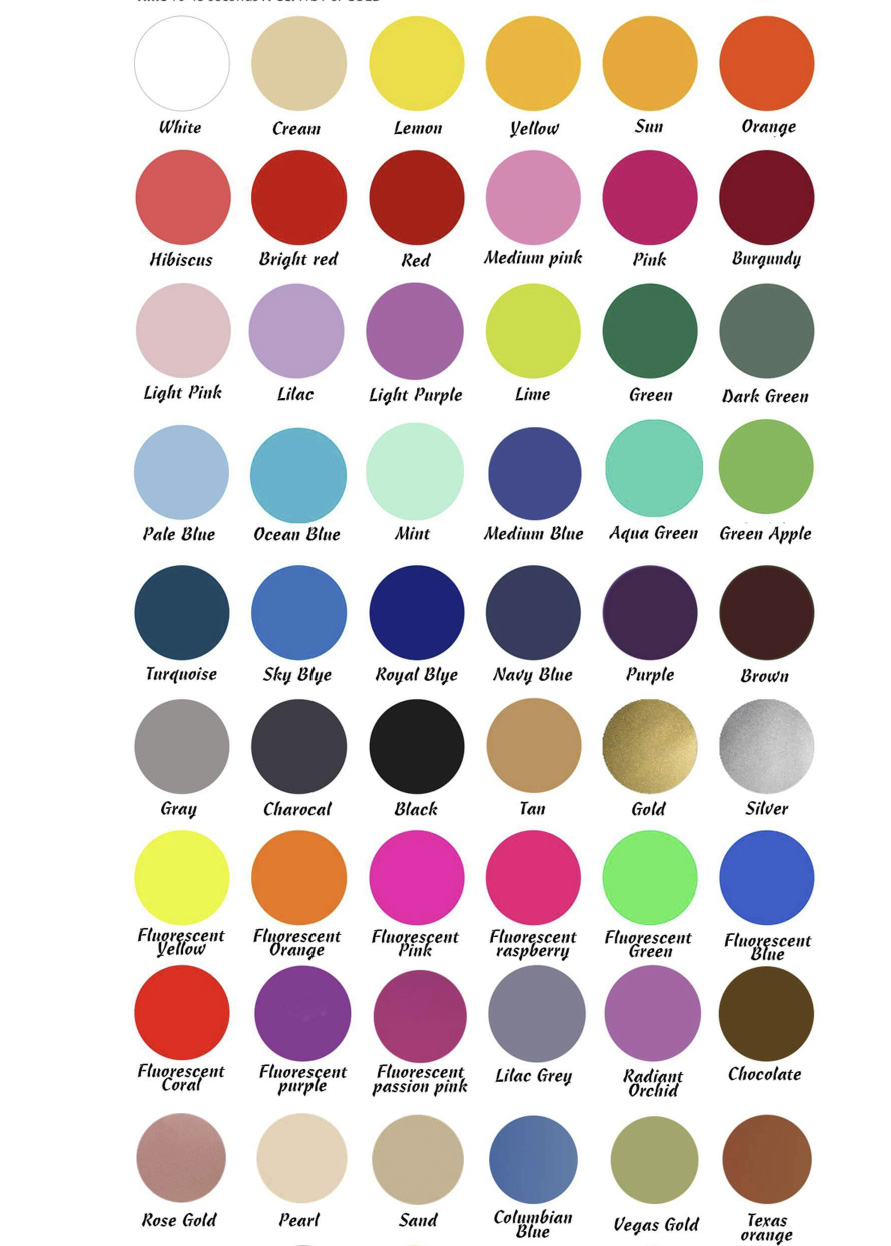 White Cream Lemon Yellow Sun Orange
Hibiscus Bright red Red Medium pink Pink Burgundy
Light Pink Lilac Light Purple Lime Green Dark Green
Pale Blue Ocean Blue Mint Medium Blue Aqua Green Green Apple
Turquoise Sky Blye Royal Blye Navy Blue Purple Brown
Gray Charocal Black Tan Gold Silver
Fluorescent Yellow
Fluorescent Orange
Fluorescent Pink
Fluorescent raspberry
Fluorescent Green
Fluorescent Blue
Fluorescent Coral
Fluorescent purple
Fluorescent passion pink
Lilac Grey
Radiant Orchid
Chocolate
Rose Gold
Pearl
Sand
Columbian Blue
Vegas Gold
Texas orange